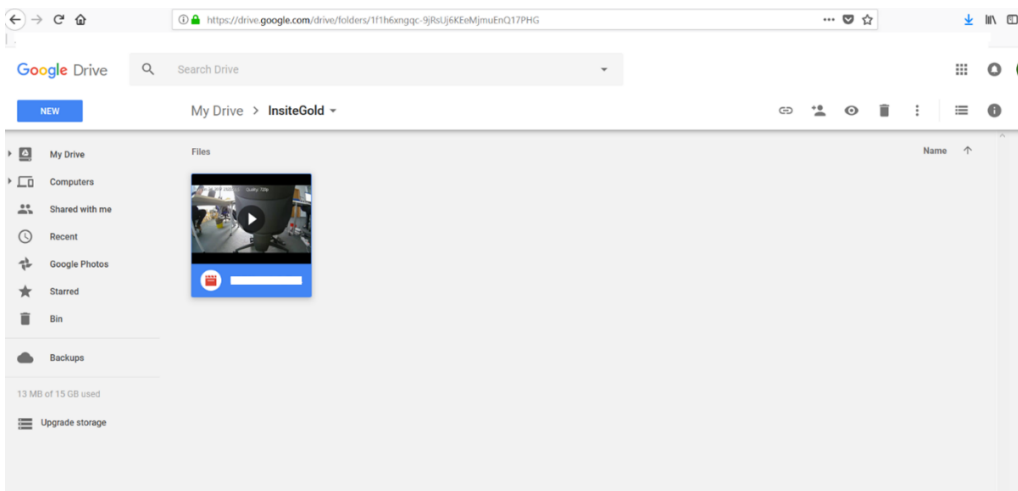 https://drive.google.com/drive/folders/1f1h6xngqc-9jRsUj6KEeMjmuEnQ17PHG
Google Drive
Search Drive
NEW
My Drive > InsiteGold
My Drive
Computers
Shared with me
Recent
Google Photos
Starred
Bin
Backups
13 MB of 15 GB used
Upgrade storage
Files
Name